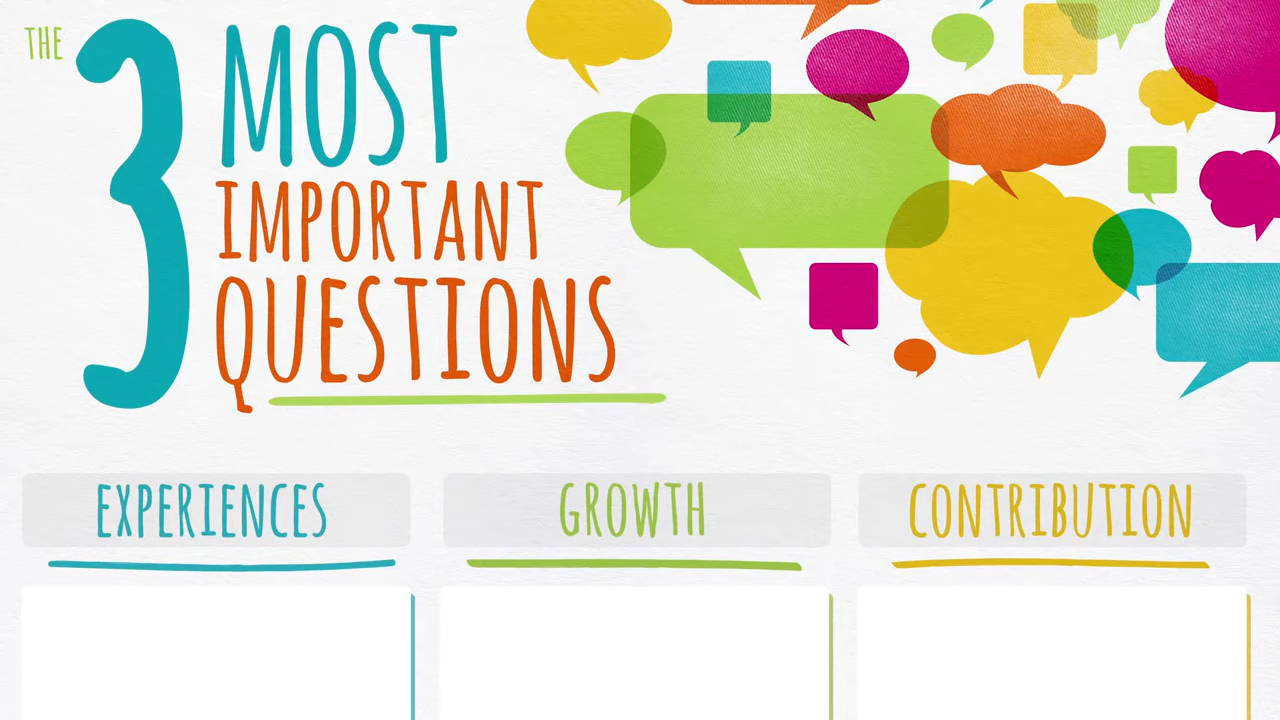 THE 3 MOST
IMPORTANT
QUESTIONS
EXPERIENCES
GROWTH
CONTRIBUTION